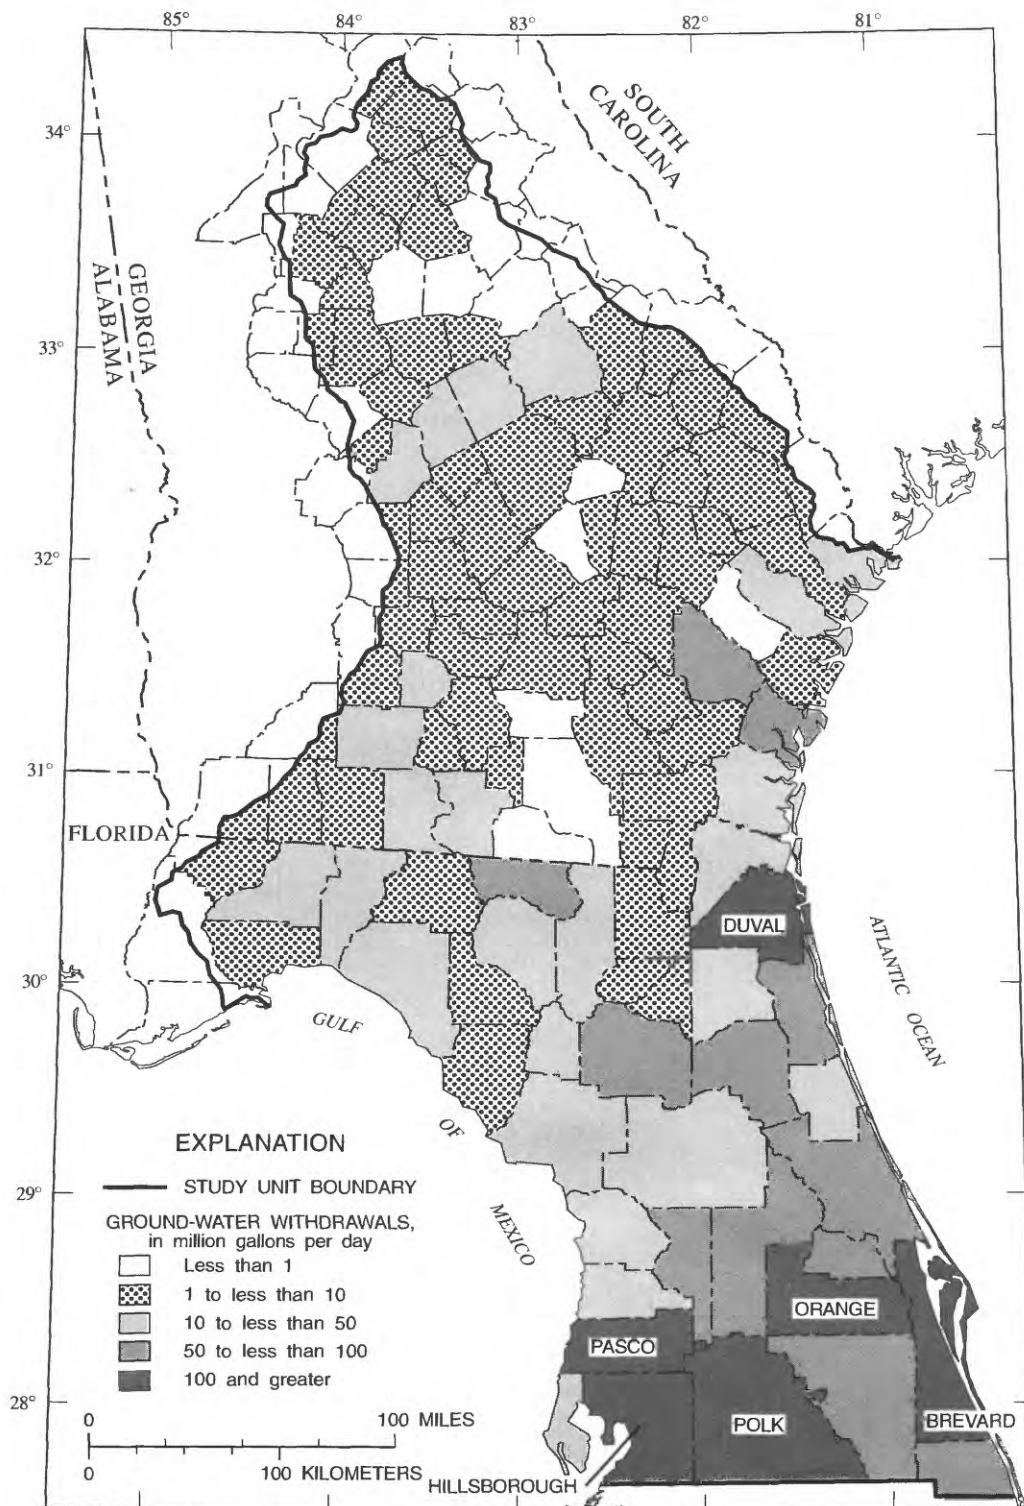 85°
84°
83°
82°
81°
34°
33°
32°
31°
30°
29°
28°
SOUTH
CAROLINA
GEORGIA
ALABAMA
FLORIDA
DUVAL
ATLANTIC OCEAN
GULF
OF
MEXICO
EXPLANATION
STUDY UNIT BOUNDARY
GROUND-WATER WITHDRAWALS,
in million gallons per day
Less than 1
1 to less than 10
10 to less than 50
50 to less than 100
100 and greater
ORANGE
PASCO
POLK
BREVARD
HILLSBOROUGH
0 100 MILES
0 100 KILOMETERS